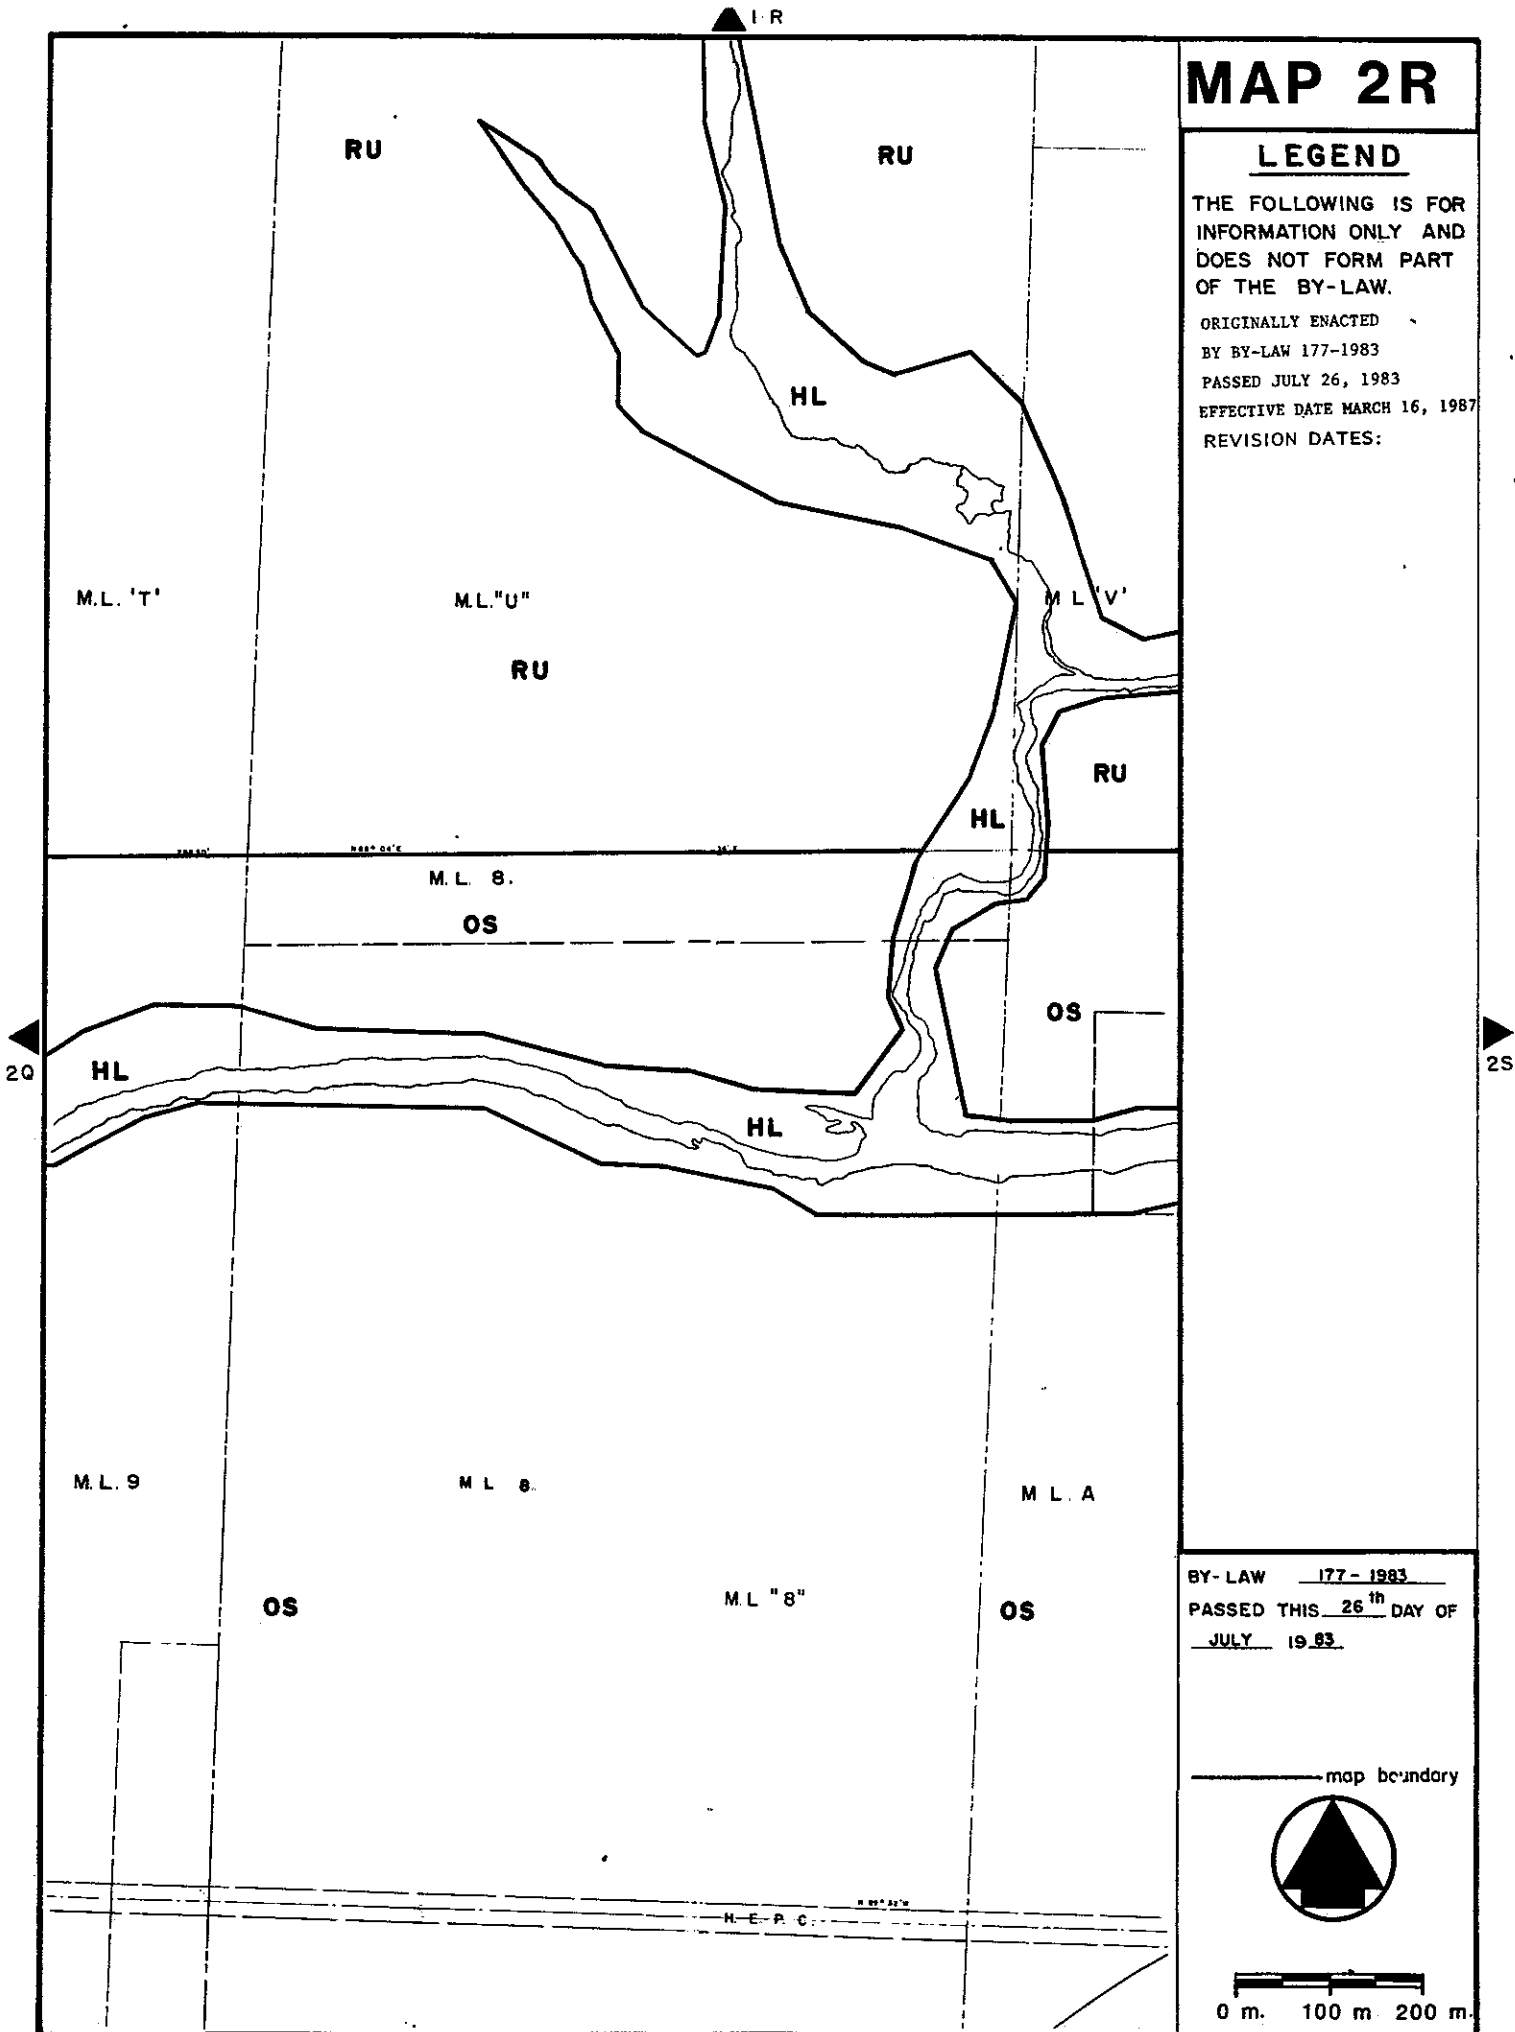 1 R
MAP 2R
LEGEND
THE FOLLOWING IS FOR
INFORMATION ONLY AND
DOES NOT FORM PART
OF THE BY-LAW.
ORIGINALLY ENACTED
BY BY-LAW 177-1983
PASSED JULY 26, 1983
EFFECTIVE DATE MARCH 16, 1987
REVISION DATES:
RU
RU
HL
M.L. 'T'
M.L."U"
M L 'V'
RU
RU
HL
M.L. 8.
OS
OS
2Q
HL
HL
2S
M.L. 9
M L 8.
M L. A
OS
M.L "8"
OS
H. E. P. C.
BY-LAW 177-1983
PASSED THIS 26th DAY OF
JULY 19 83
map boundary
0 m. 100 m 200 m.